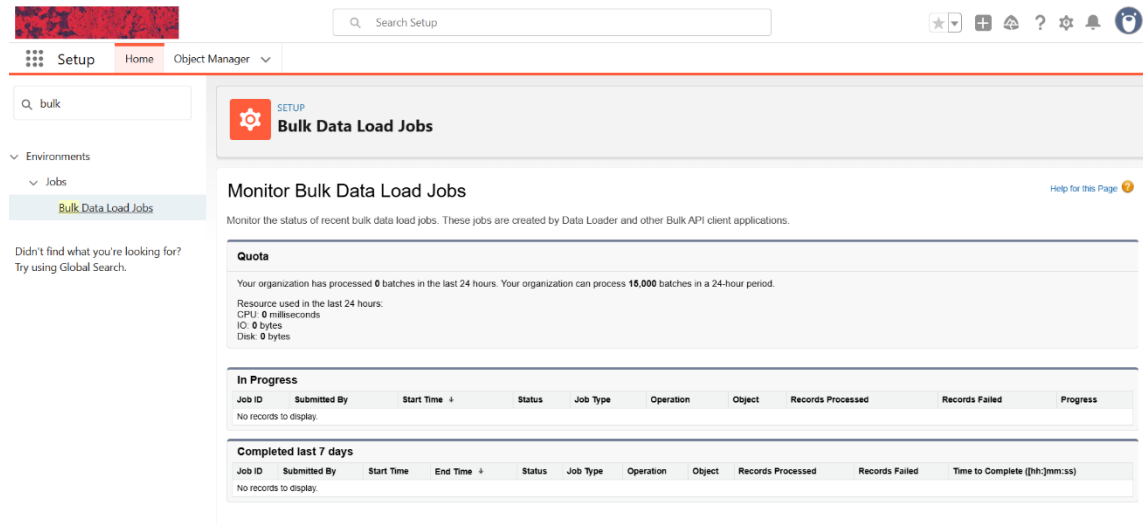 Search Setup
Setup Home Object Manager
bulk
Environments
Jobs
Bulk Data Load Jobs
Didn't find what you're looking for?
Try using Global Search.
SETUP
Bulk Data Load Jobs
Monitor Bulk Data Load Jobs
Help for this Page
Monitor the status of recent bulk data load jobs. These jobs are created by Data Loader and other Bulk API client applications.
Quota
Your organization has processed 0 batches in the last 24 hours. Your organization can process 15,000 batches in a 24-hour period.
Resource used in the last 24 hours:
CPU: 0 milliseconds
IO: 0 bytes
Disk: 0 bytes
In Progress
Job ID Submitted By Start Time ↓ Status Job Type Operation Object Records Processed Records Failed Progress
No records to display.
Completed last 7 days
Job ID Submitted By Start Time End Time ↓ Status Job Type Operation Object Records Processed Records Failed Time to Complete ([hh:]mm:ss)
No records to display.